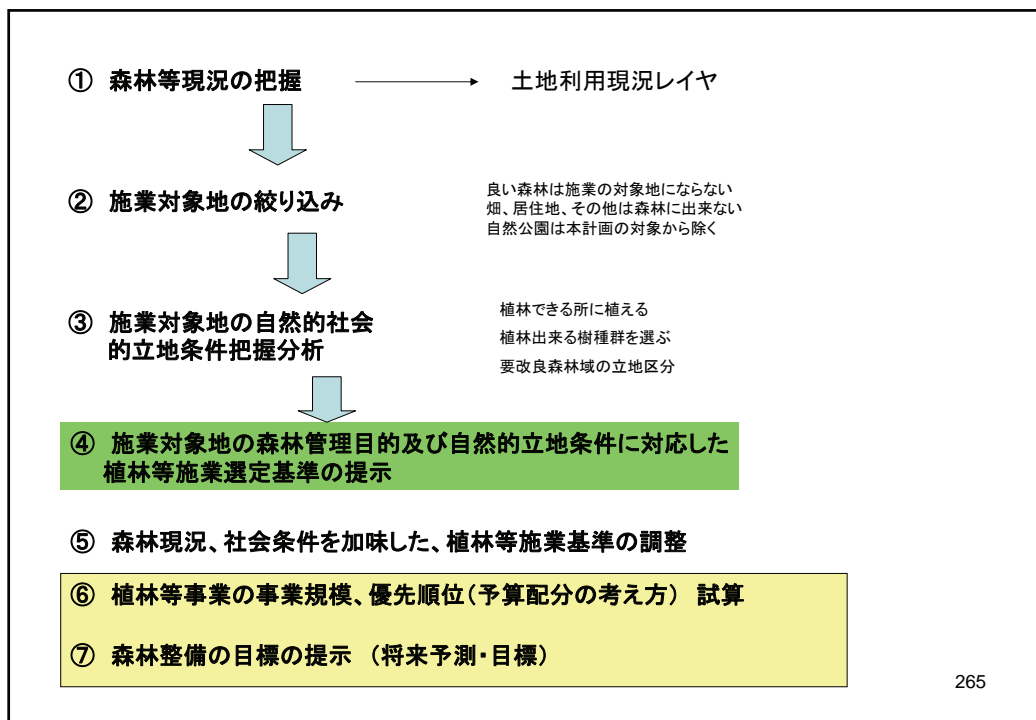 ① 森林等現況の把握
土地利用現況レイヤ
② 施業対象地の絞り込み
良い森林は施業の対象地にならない
畑、居住地、その他は森林に出来ない
自然公園は本計画の対象から除く
③ 施業対象地の自然的社会
的立地条件把握分析
植林できる所に植える
植林出来る樹種群を選ぶ
要改良森林域の立地区分
④ 施業対象地の森林管理目的及び自然的立地条件に対応した
植林等施業選定基準の提示
⑤ 森林現況、社会条件を加味した、植林等施業基準の調整
⑥ 植林等事業の事業規模、優先順位(予算配分の考え方) 試算
⑦ 森林整備の目標の提示 (将来予測・目標)
265